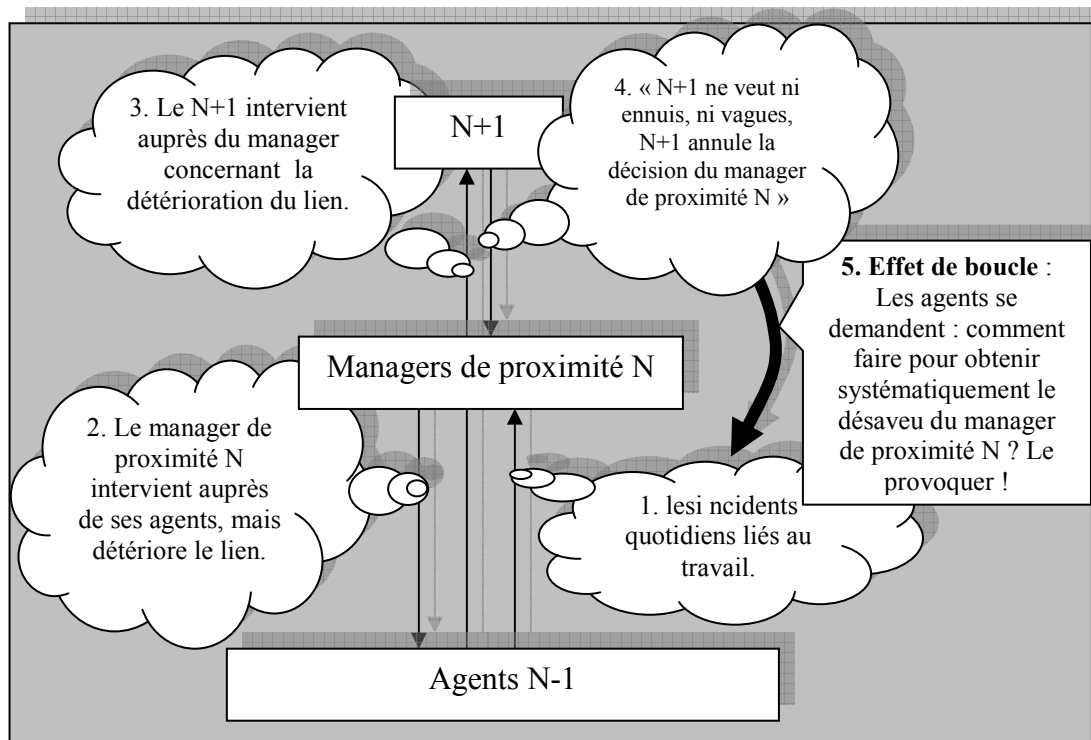 3. Le N+1 intervient
auprès du manager
concernant la
détérioration du lien.
N+1
4. « N+1 ne veut ni
ennuis, ni vagues,
N+1 annule la
décision du manager
de proximité N »
5. Effet de boucle :
Les agents se
demandent : comment
faire pour obtenir
systématiquement le
désaveu du manager
de proximité N ? Le
provoquer !
Managers de proximité N
2. Le manager de
proximité N
intervient auprès
de ses agents, mais
détériore le lien.
1. lesi ncidents
quotidiens liés au
travail.
Agents N-1